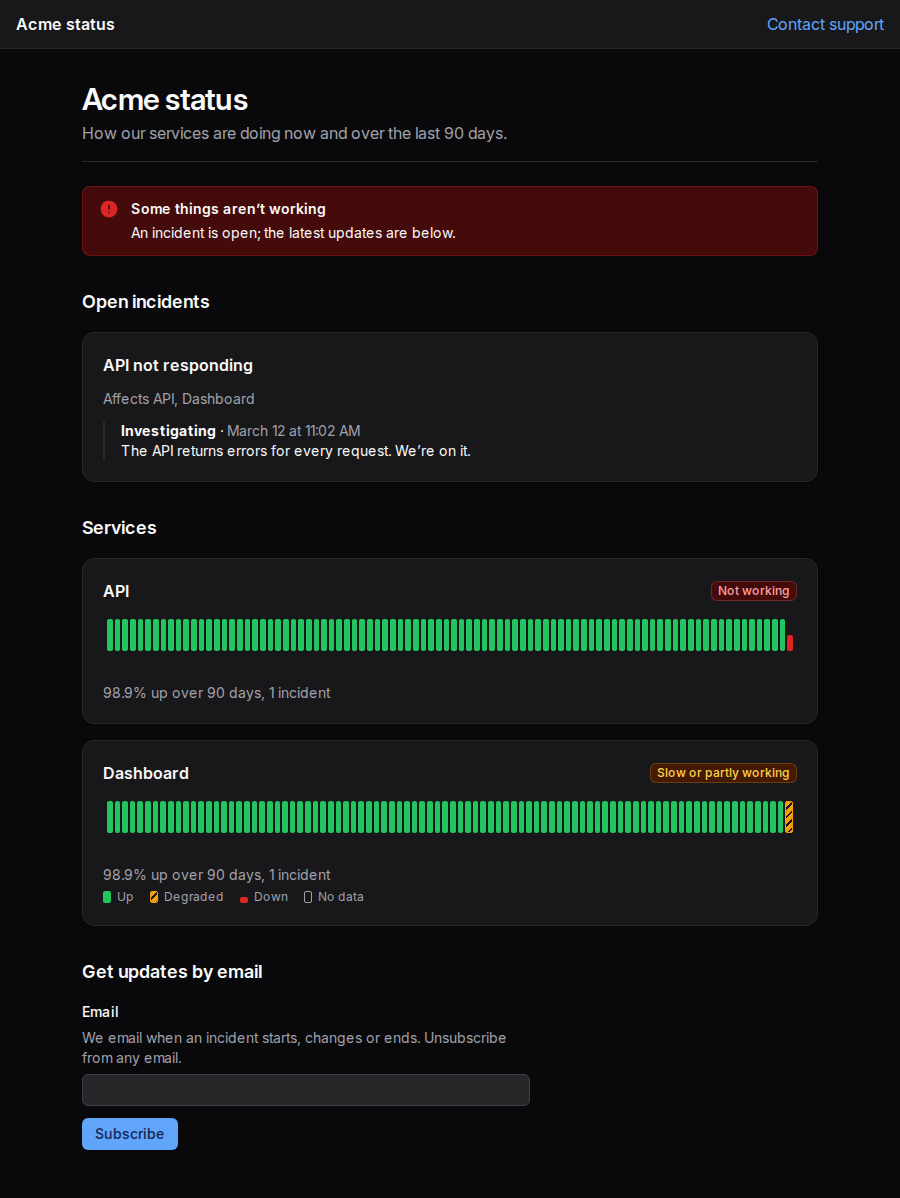 Acme status
Contact support
Acme status
How our services are doing now and over the last 90 days.
Some things aren’t working
An incident is open; the latest updates are below.
Open incidents
API not responding
Affects API, Dashboard
Investigating · March 12 at 11:02 AM
The API returns errors for every request. We’re on it.
Services
API
Not working
98.9% up over 90 days, 1 incident
Dashboard
Slow or partly working
98.9% up over 90 days, 1 incident
Up Degraded Down No data
Get updates by email
Email
We email when an incident starts, changes or ends. Unsubscribe
from any email.
Subscribe